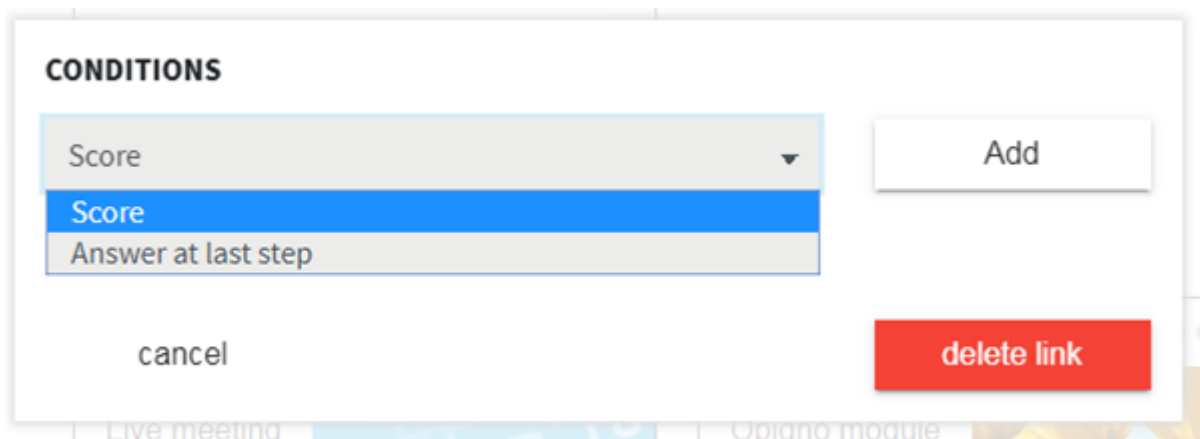 CONDITIONS
Score
Add
Score
Answer at last step
cancel
delete link
Live meeting
Opigno module